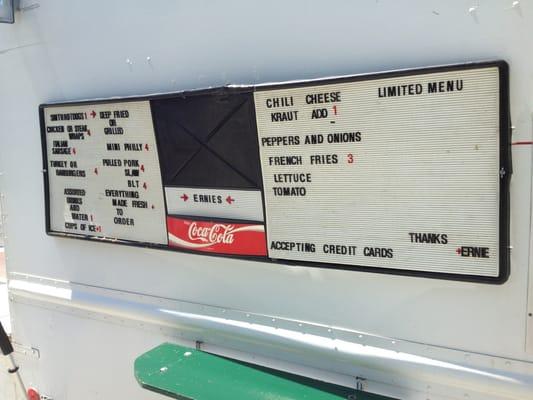 SMITHHOTDOGS 1 → DEEP FRIED
OR
GRILLED
CHICKEN OR STEAK
WRAPS 4
ITALIAN
SAUSAGE 4
MINI PHILLY 4
TURKEY OR
HAMBURGERS 4
PULLED PORK 4
SLAW
BLT 4
ASSORTED
DRINKS
AND
WATER 1
CUPS OF ICE 1
EVERYTHING
MADE FRESH
TO
ORDER
→ ERNIES ←
Coca-Cola
LIMITED MENU
CHILI CHEESE
KRAUT ADD 1
PEPPERS AND ONIONS
FRENCH FRIES 3
LETTUCE
TOMATO
ACCEPTING CREDIT CARDS
THANKS
ERNIE